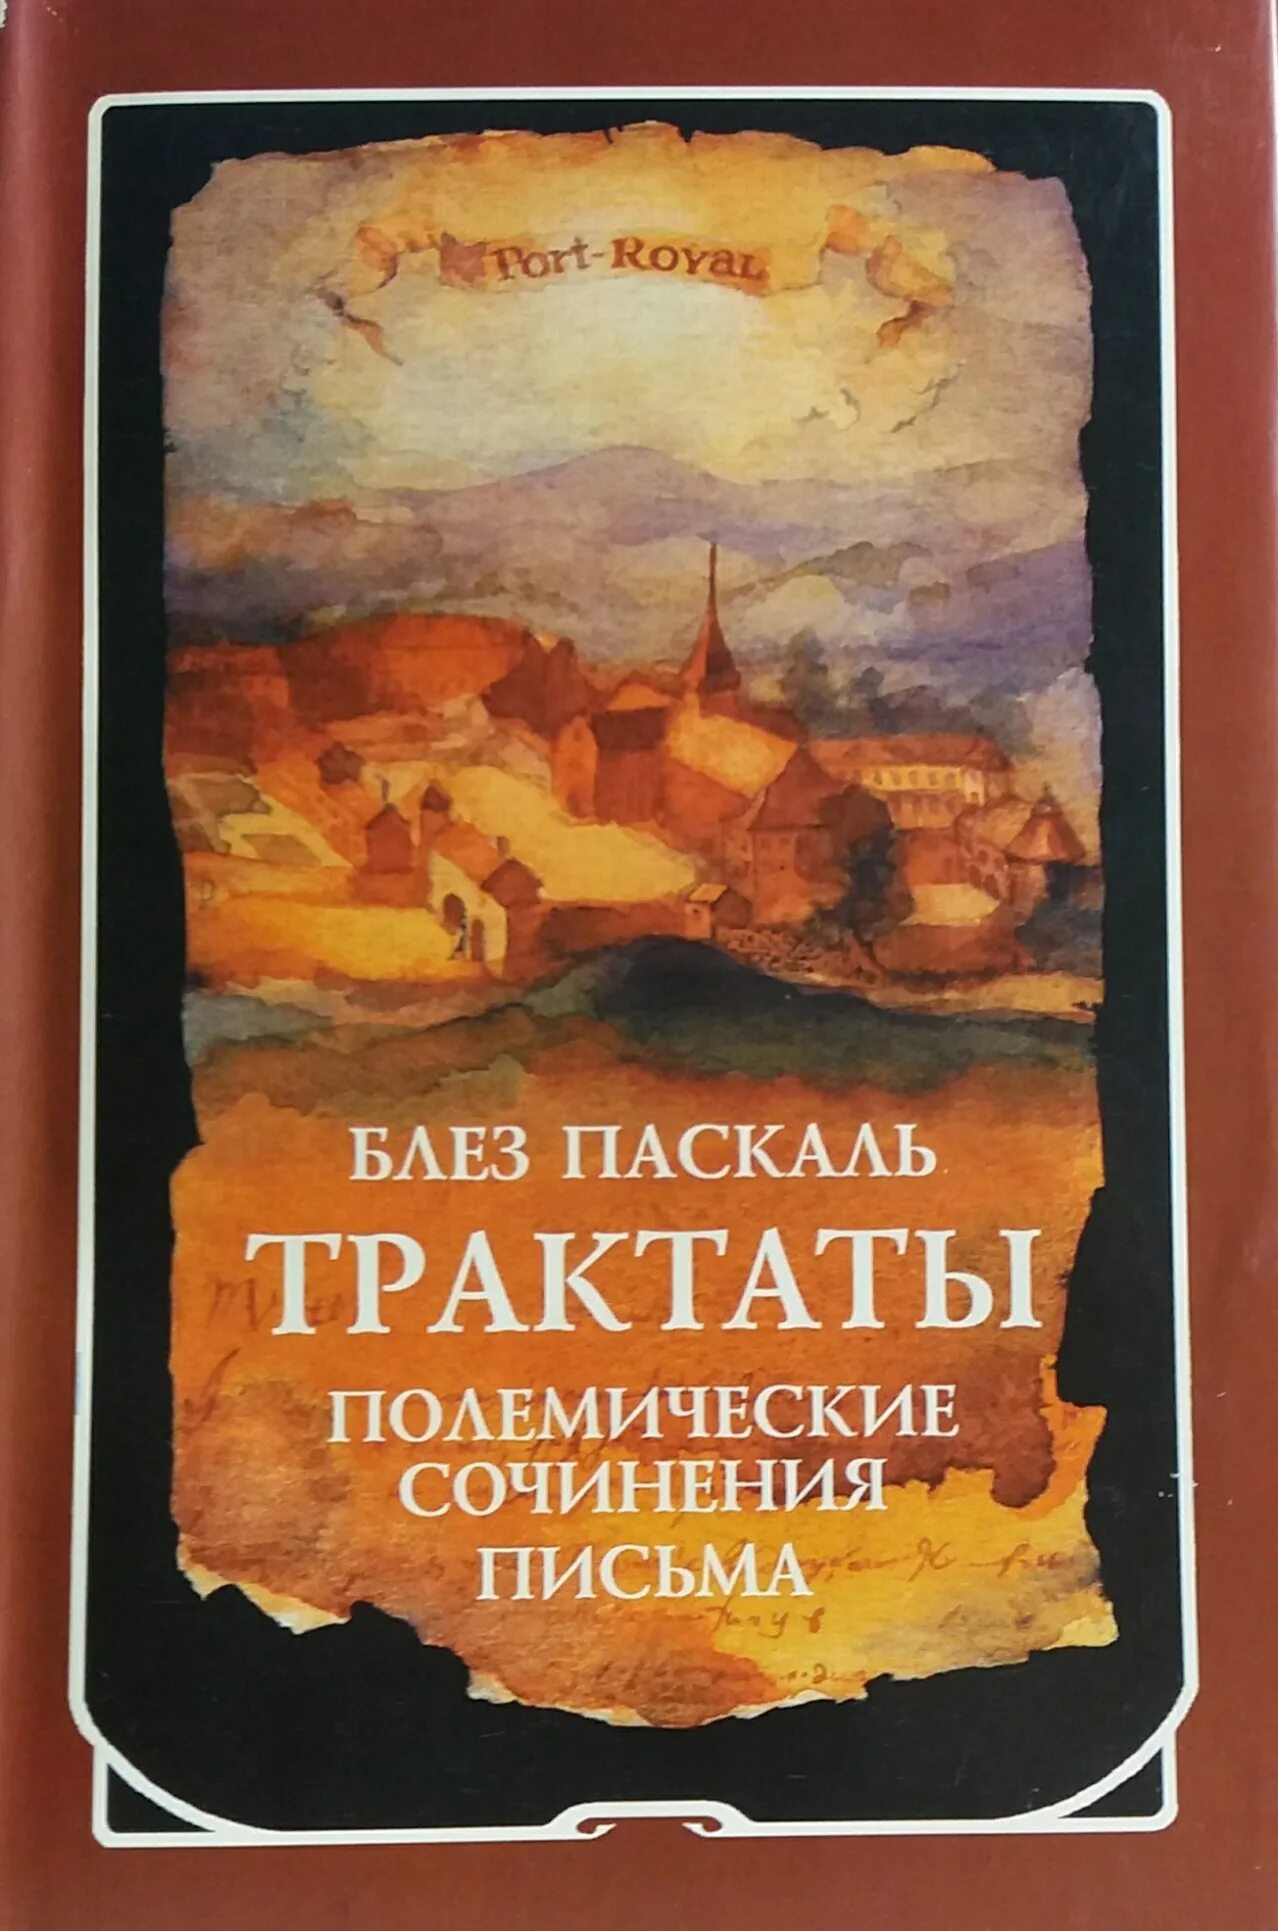 Port-Royal
БЛЕЗ ПАСКАЛЬ
ТРАКТАТЫ
ПОЛЕМИЧЕСКИЕ
СОЧИНЕНИЯ
ПИСЬМА